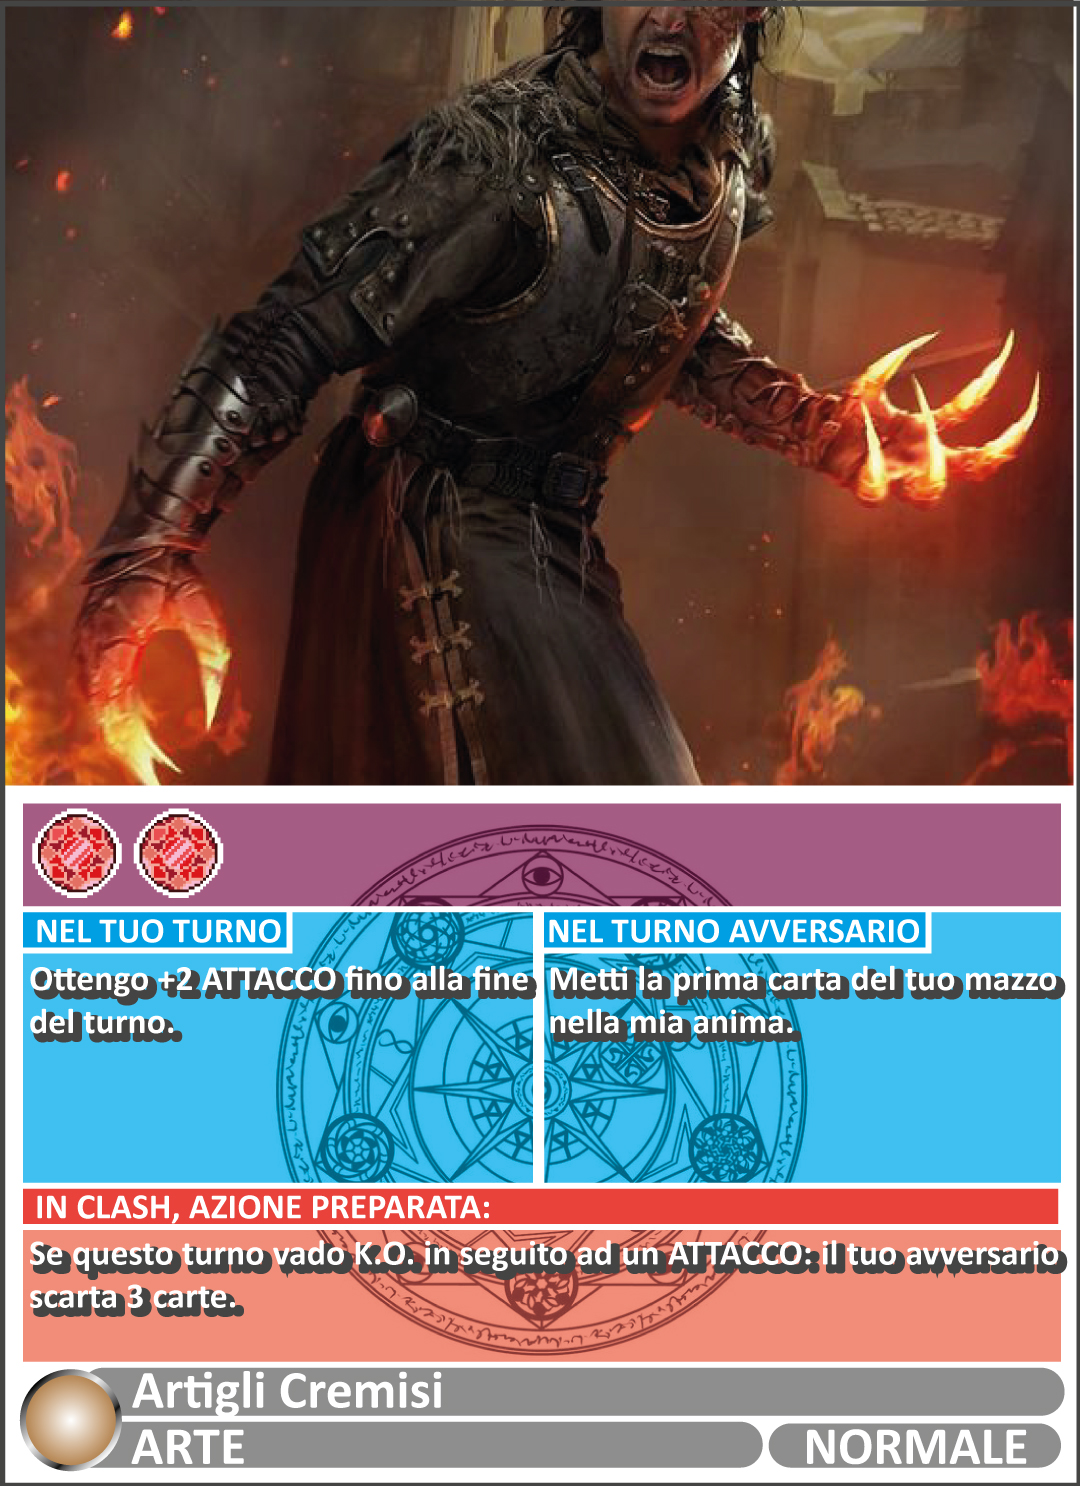 NEL TUO TURNO
Ottengo +2 ATTACCO fino alla fine
del turno.
NEL TURNO AVVERSARIO
Metti la prima carta del tuo mazzo
nella mia anima.
IN CLASH, AZIONE PREPARATA:
Se questo turno vado K.O. in seguito ad un ATTACCO: il tuo avversario
scarta 3 carte.
Artigli Cremisi
ARTE
NORMALE